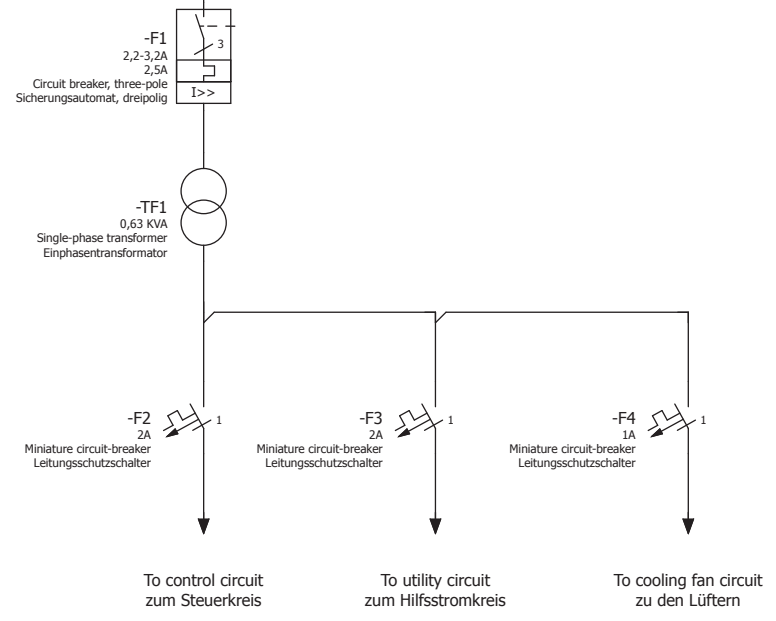 -F1
3
2,2-3,2A
2,5A
Circuit breaker, three-pole
Sicherungsautomat, dreipolig
I>>
-TF1
0,63 KVA
Single-phase transformer
Einphasentransformator
-F2
1
2A
Miniature circuit-breaker
Leitungsschutzschalter
-F3
1
2A
Miniature circuit-breaker
Leitungsschutzschalter
-F4
1
1A
Miniature circuit-breaker
Leitungsschutzschalter
To control circuit
zum Steuerkreis
To utility circuit
zum Hilfsstromkreis
To cooling fan circuit
zu den Lüftern